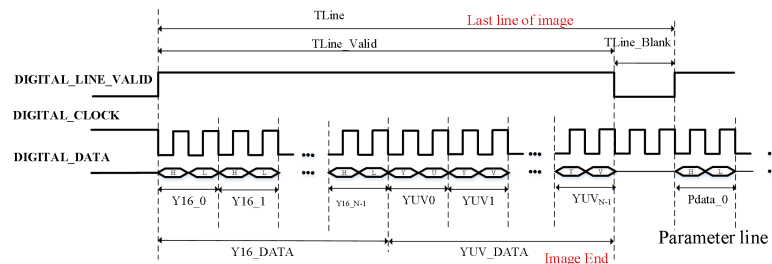 TLine
Last line of image
TLine_Valid
TLine_Blank
DIGITAL_LINE_VALID
DIGITAL_CLOCK
DIGITAL_DATA
H L H L ••• H L Y U Y V ••• Y V ••• H L •
Y16_0 Y16_1 Y16_N-1 YUV0 YUV1 YUVN-1 Pdata_0
Parameter line
Y16_DATA YUV_DATA
Image End